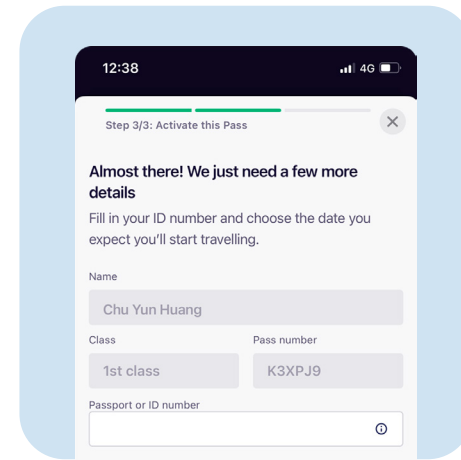 12:38 4G
Step 3/3: Activate this Pass
Almost there! We just need a few more
details
Fill in your ID number and choose the date you
expect you'll start travelling.
Name
Chu Yun Huang
Class Pass number
1st class K3XPJ9
Passport or ID number